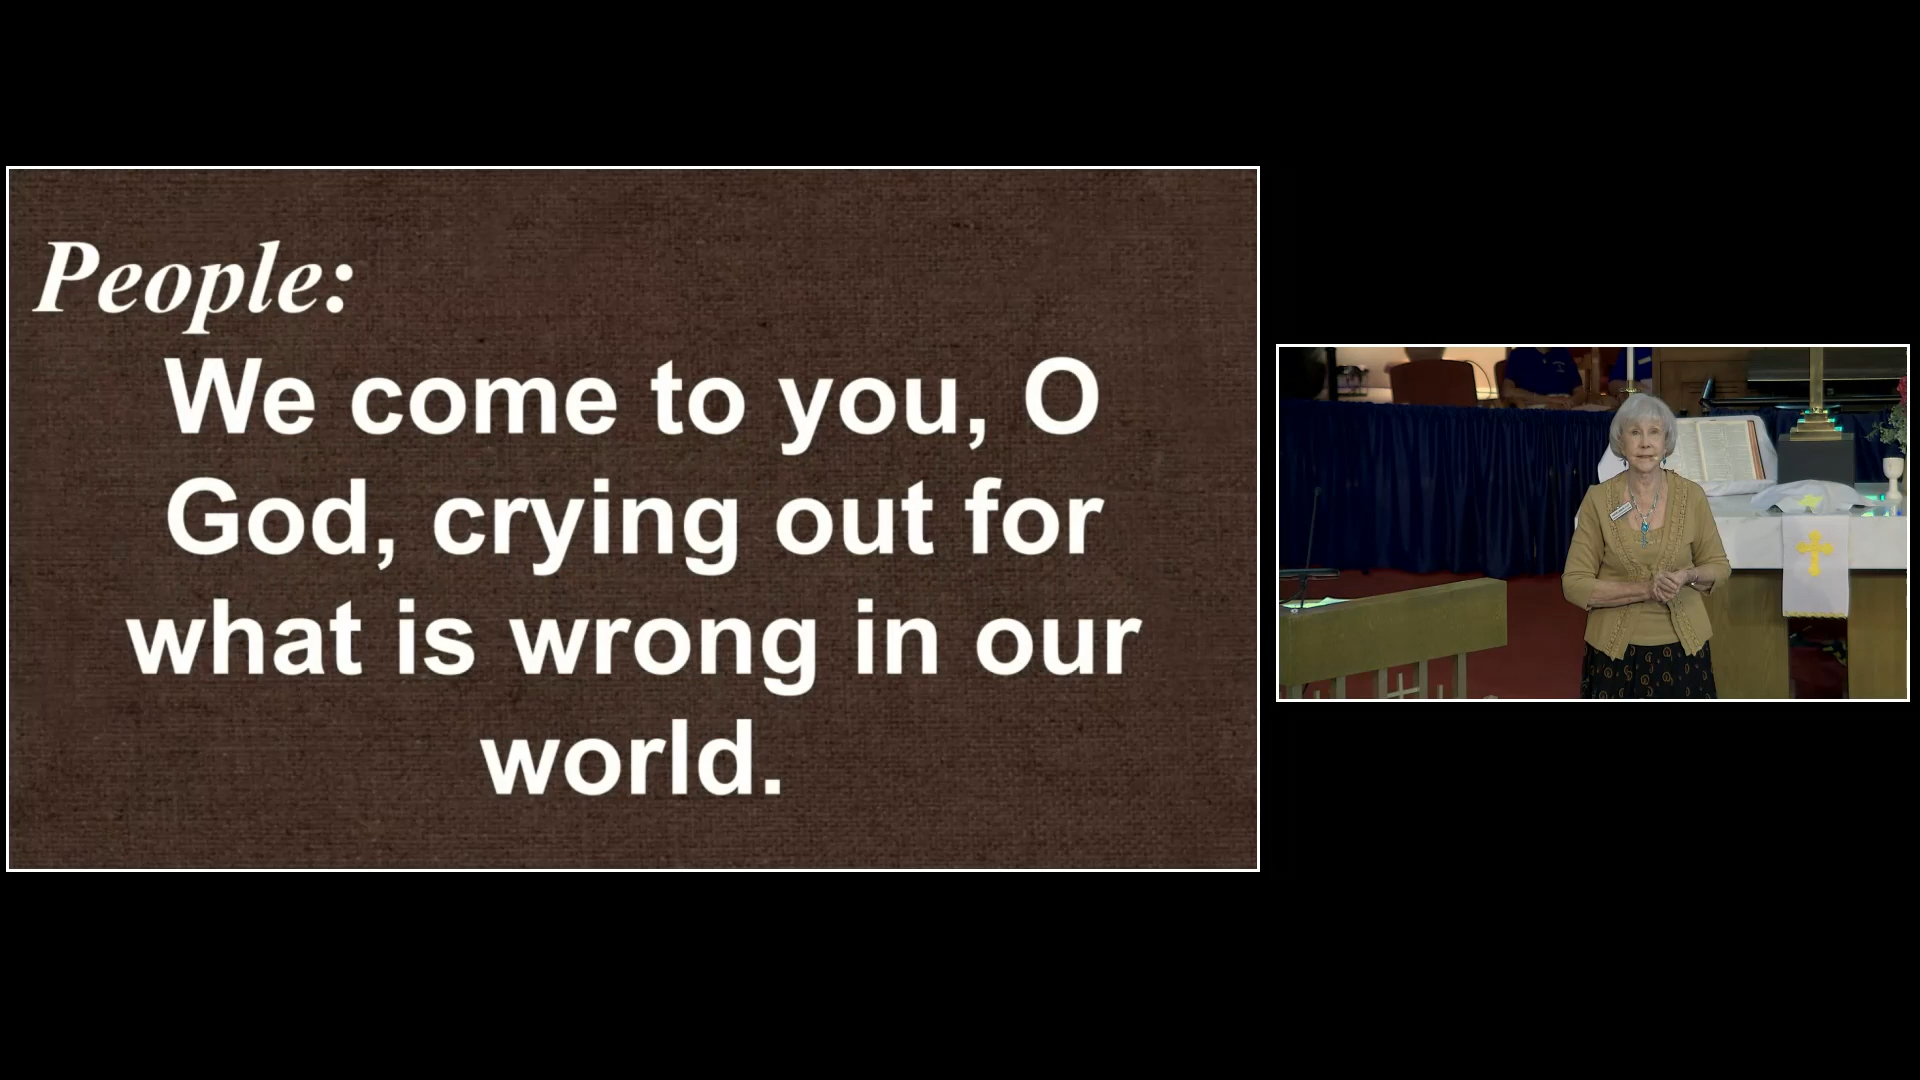 People:
We come to you, O
God, crying out for
what is wrong in our
world.